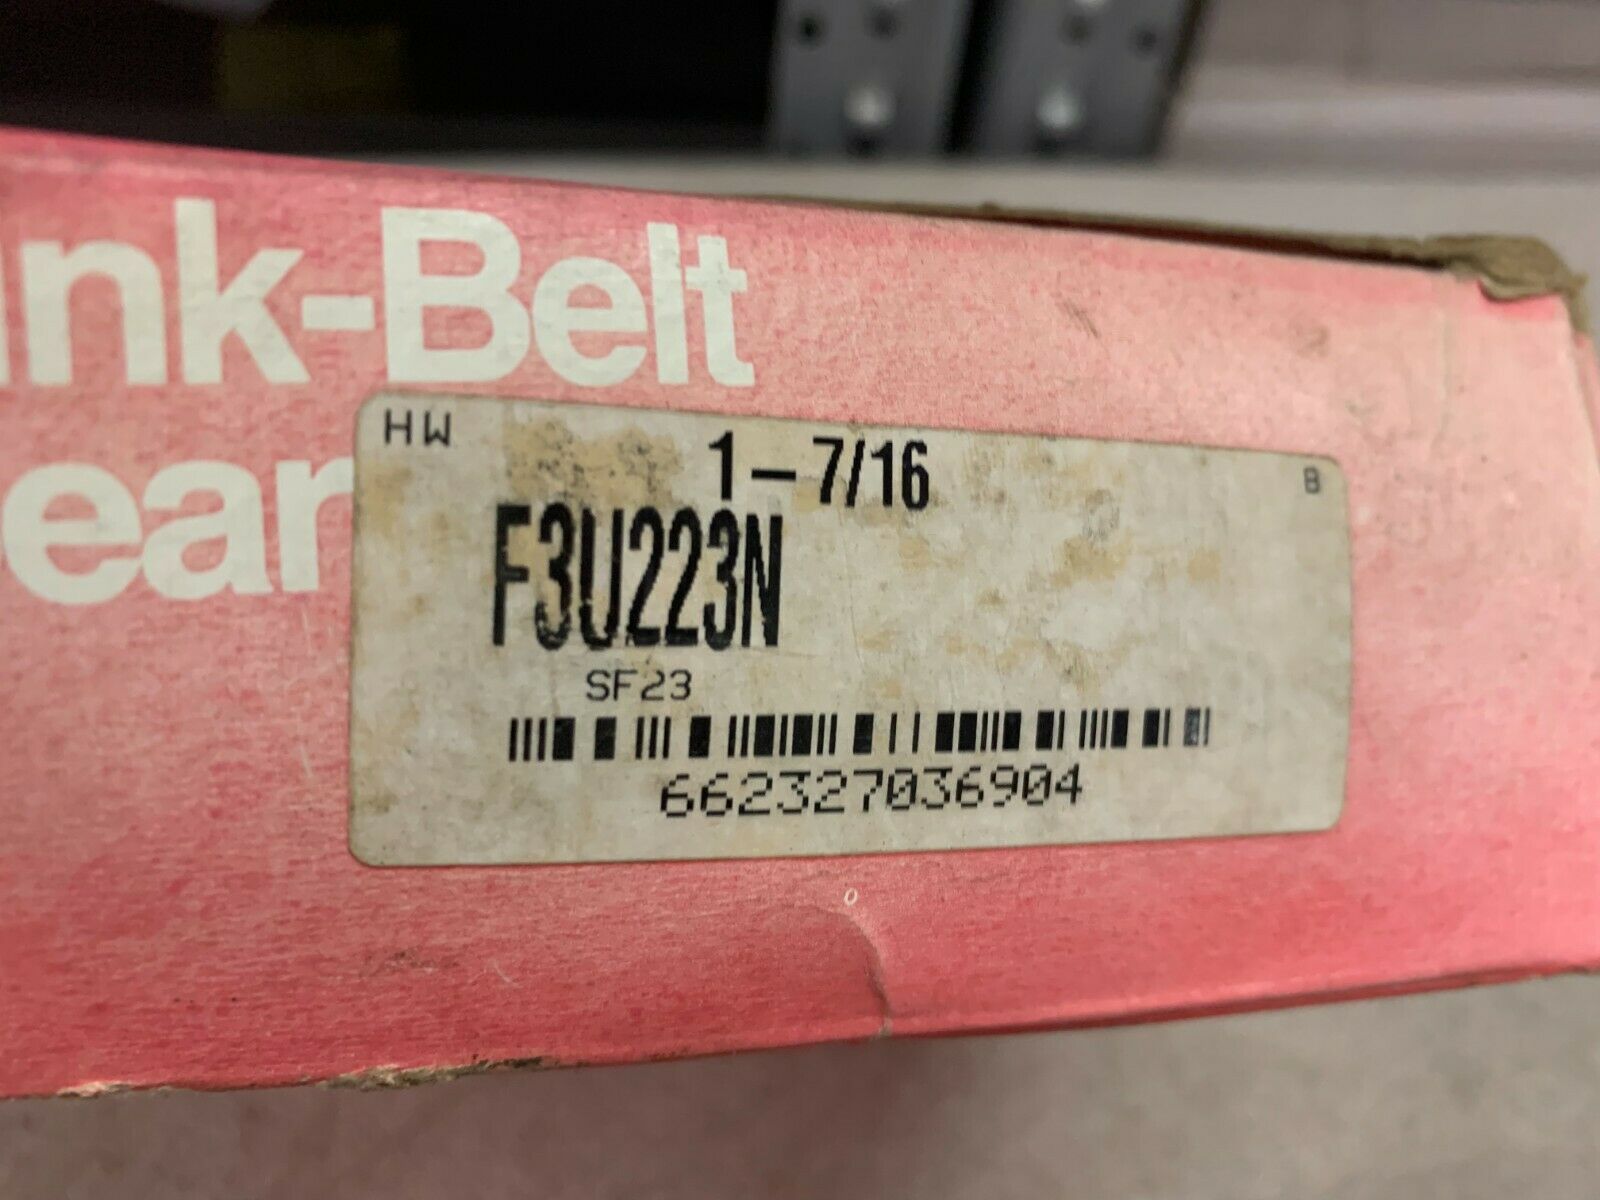 ink-Belt
ear
HW
1-7/16
B
F3U223N
SF23
662327036904